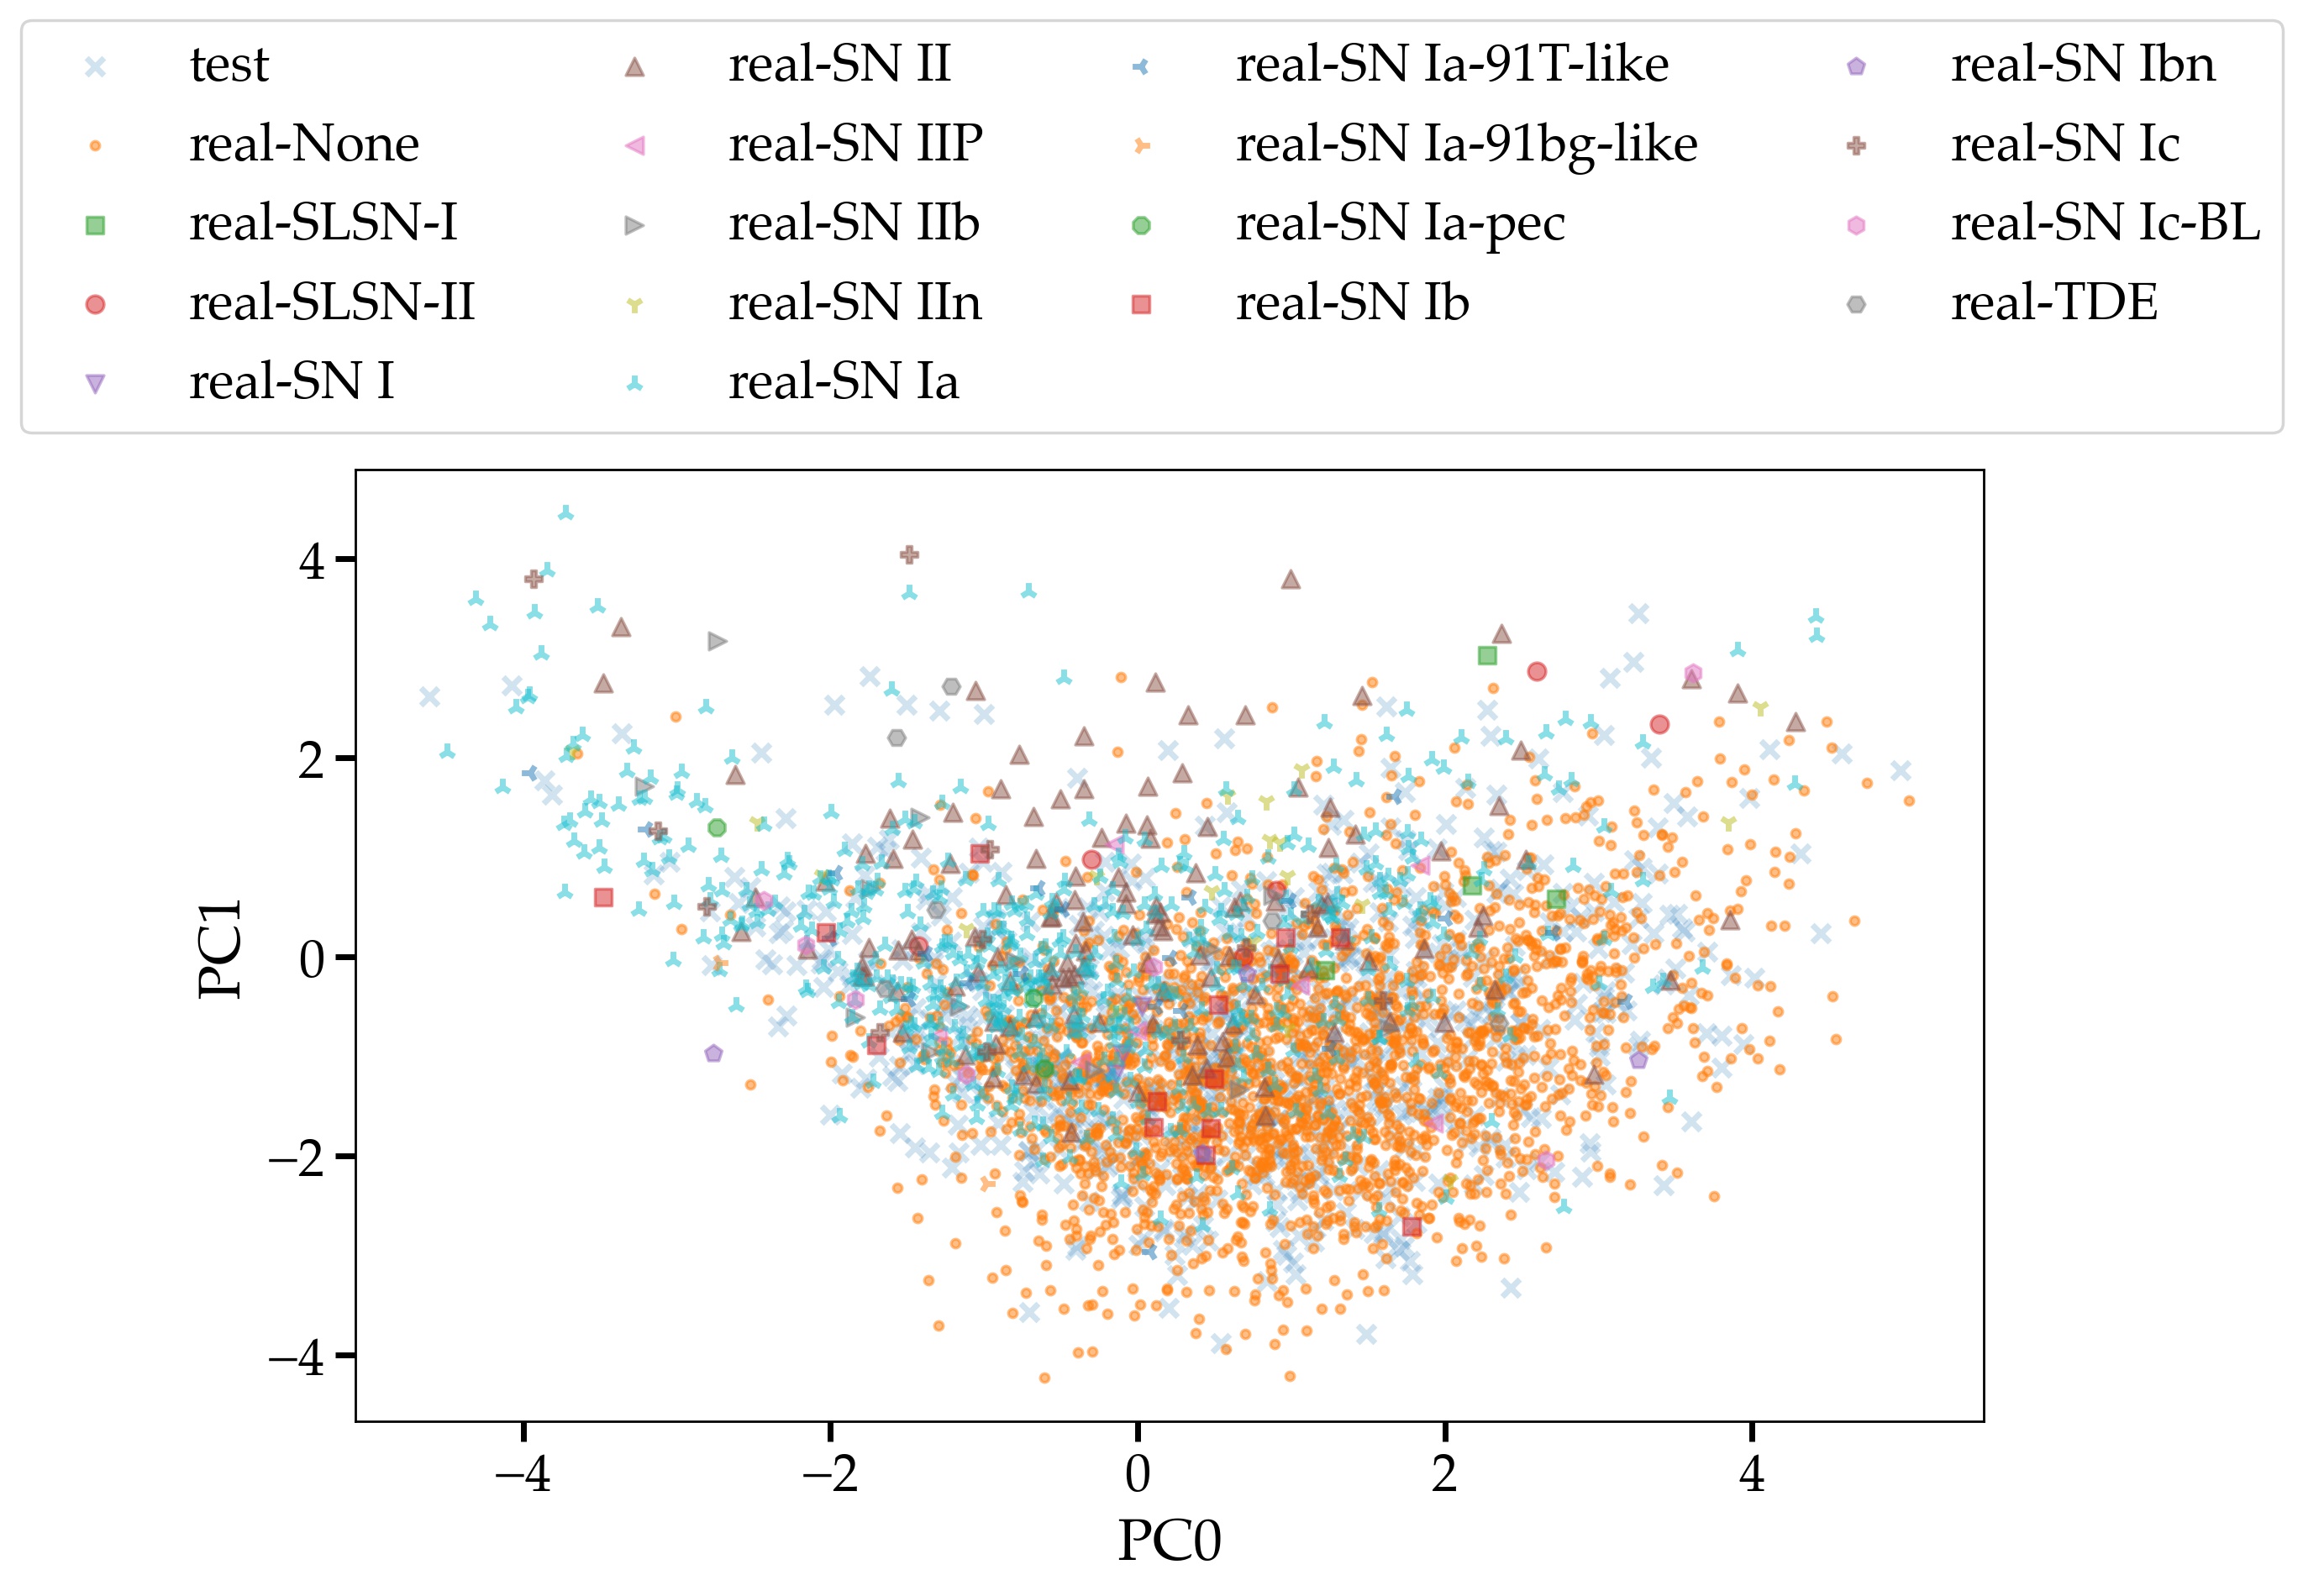 test
real-None
real-SLSN-I
real-SLSN-II
real-SN I
real-SN II
real-SN IIP
real-SN IIb
real-SN IIn
real-SN Ia
real-SN Ia-91T-like
real-SN Ia-91bg-like
real-SN Ia-pec
real-SN Ib
real-SN Ibn
real-SN Ic
real-SN Ic-BL
real-TDE
4
2
0
−2
−4
PC1
−4
−2
0
2
4
PC0